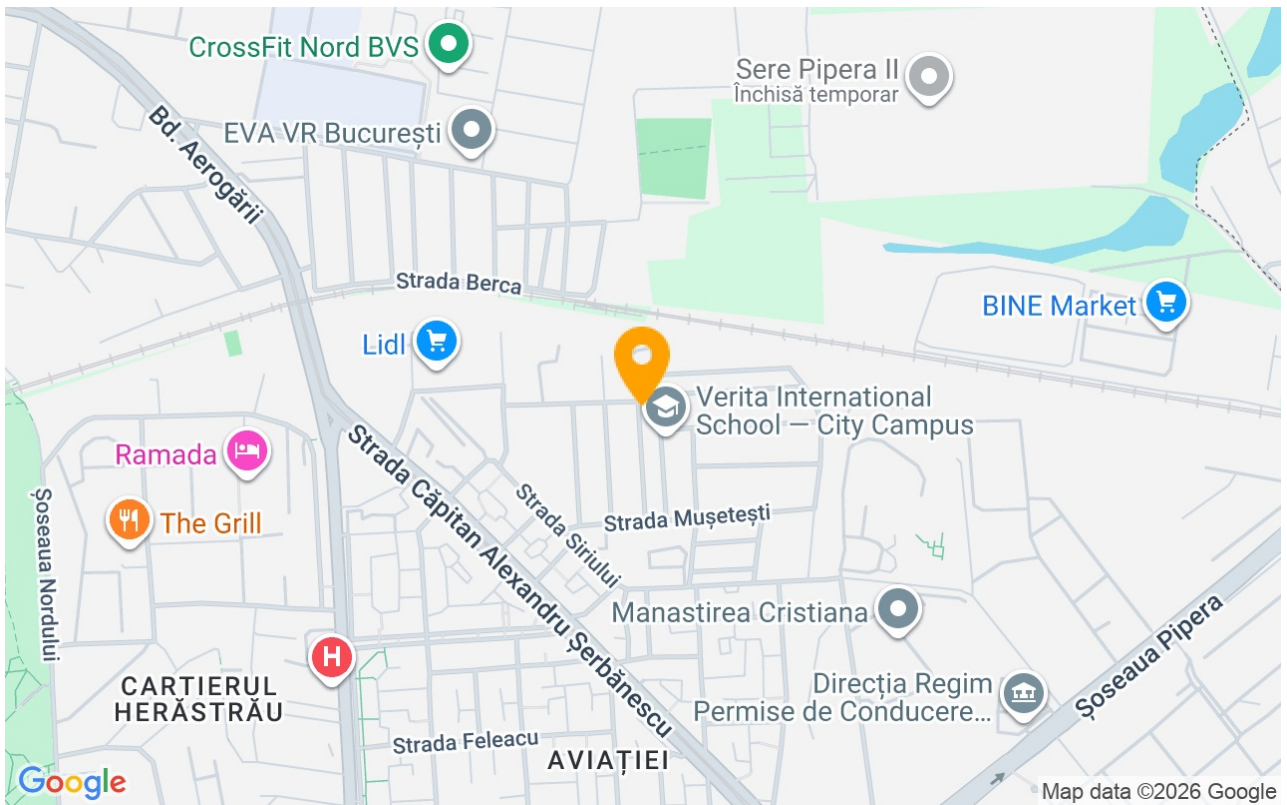 CrossFit Nord BVS
Sere Pipera II
Închisă temporar
EVA VR București
Bd. Aerogării
Strada Berca
BINE Market
Lidl
Verita International
School — City Campus
Ramada
Strada Căpitan Alexandru Șerbănescu
Șoseaua Nordului
The Grill
Strada Siriului
Strada Mușetești
Manastirea Cristiana
H
Șoseaua Pipera
Direcția Regim
Permise de Conducere...
CARTIERUL
HERĂSTRĂU
Strada Feleacu
AVIAȚIEI
Google
Map data ©2026 Google